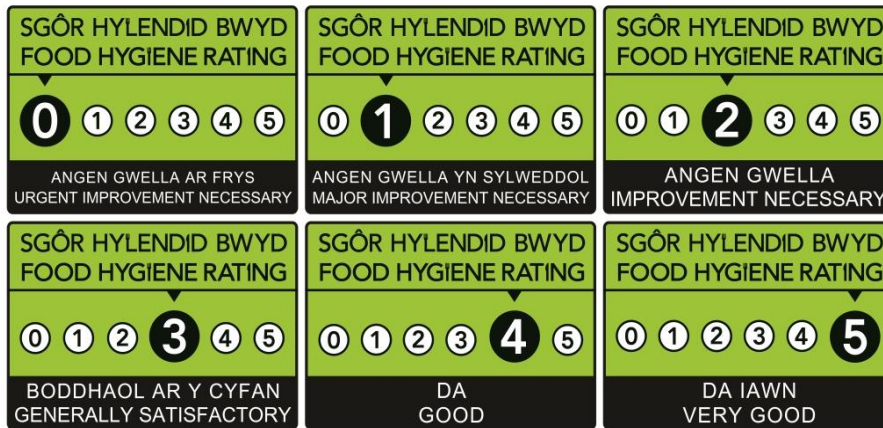 SGÔR HYLENDID BWYD
FOOD HYGIENE RATING
0 1 2 3 4 5
ANGEN GWELLA AR FRYS
URGENT IMPROVEMENT NECESSARY
SGÔR HYLENDID BWYD
FOOD HYGIENE RATING
0 1 2 3 4 5
ANGEN GWELLA YN SYLWEDDOL
MAJOR IMPROVEMENT NECESSARY
SGÔR HYLENDID BWYD
FOOD HYGIENE RATING
0 1 2 3 4 5
ANGEN GWELLA
IMPROVEMENT NECESSARY
SGÔR HYLENDID BWYD
FOOD HYGIENE RATING
0 1 2 3 4 5
BODDHAOL AR Y CYFAN
GENERALLY SATISFACTORY
SGÔR HYLENDID BWYD
FOOD HYGIENE RATING
0 1 2 3 4 5
DA
GOOD
SGÔR HYLENDID BWYD
FOOD HYGIENE RATING
0 1 2 3 4 5
DA IAWN
VERY GOOD